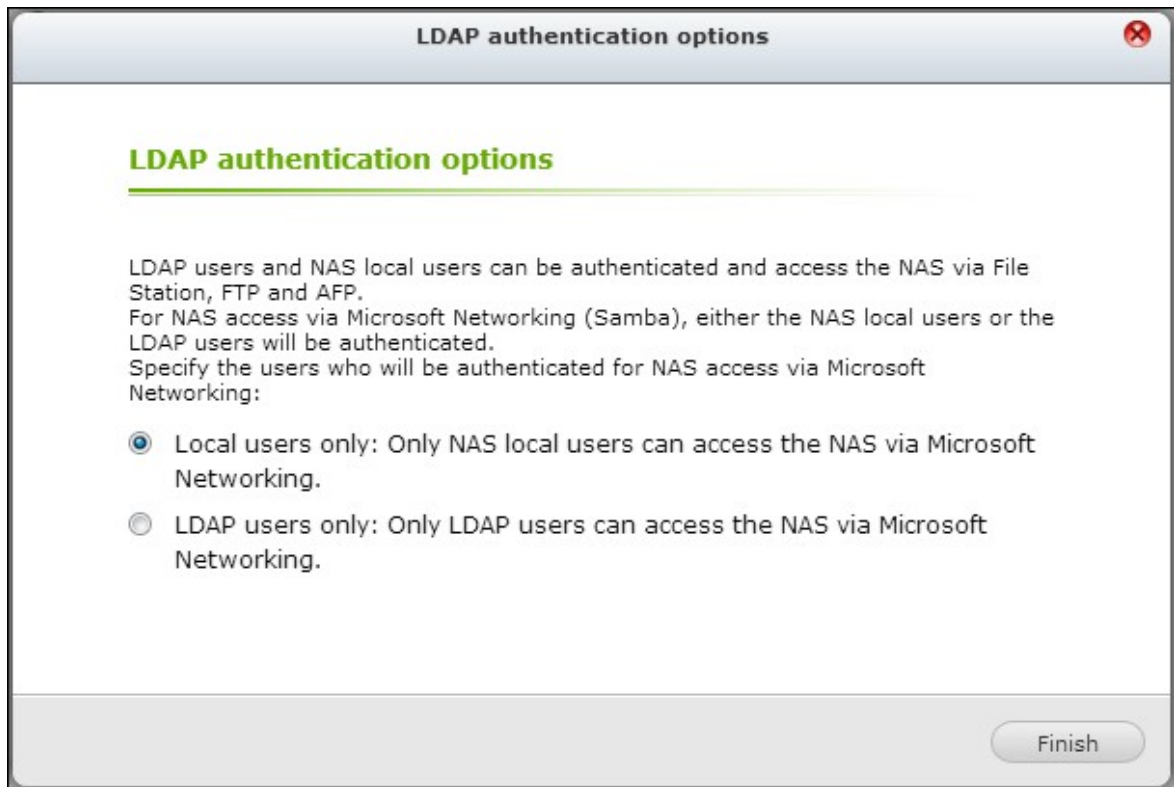 LDAP authentication options
LDAP authentication options
LDAP users and NAS local users can be authenticated and access the NAS via File
Station, FTP and AFP.
For NAS access via Microsoft Networking (Samba), either the NAS local users or the
LDAP users will be authenticated.
Specify the users who will be authenticated for NAS access via Microsoft
Networking:
Local users only: Only NAS local users can access the NAS via Microsoft
Networking.
LDAP users only: Only LDAP users can access the NAS via Microsoft
Networking.
Finish